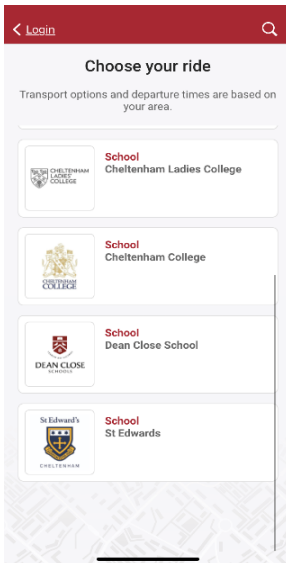 Login
Choose your ride
Transport options and departure times are based on
your area.
CHELTENHAM
LADIES'
COLLEGE
School
Cheltenham Ladies College
CHELTENHAM
COLLEGE
School
Cheltenham College
DEAN CLOSE
SCHOOLS
School
Dean Close School
St Edward's
CHELTENHAM
School
St Edwards